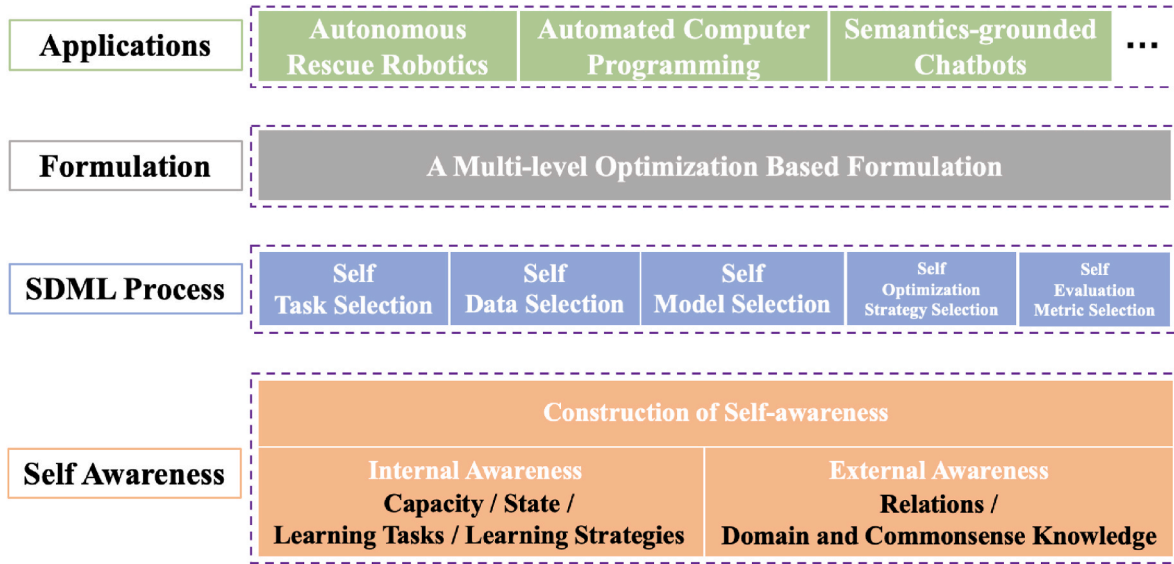 Applications
Autonomous
Rescue Robotics
Automated Computer
Programming
Semantics-grounded
Chatbots
...
Formulation
A Multi-level Optimization Based Formulation
SDML Process
Self
Task Selection
Self
Data Selection
Self
Model Selection
Self
Optimization
Strategy Selection
Self
Evaluation
Metric Selection
Self Awareness
Construction of Self-awareness
Internal Awareness
Capacity / State /
Learning Tasks / Learning Strategies
External Awareness
Relations /
Domain and Commonsense Knowledge